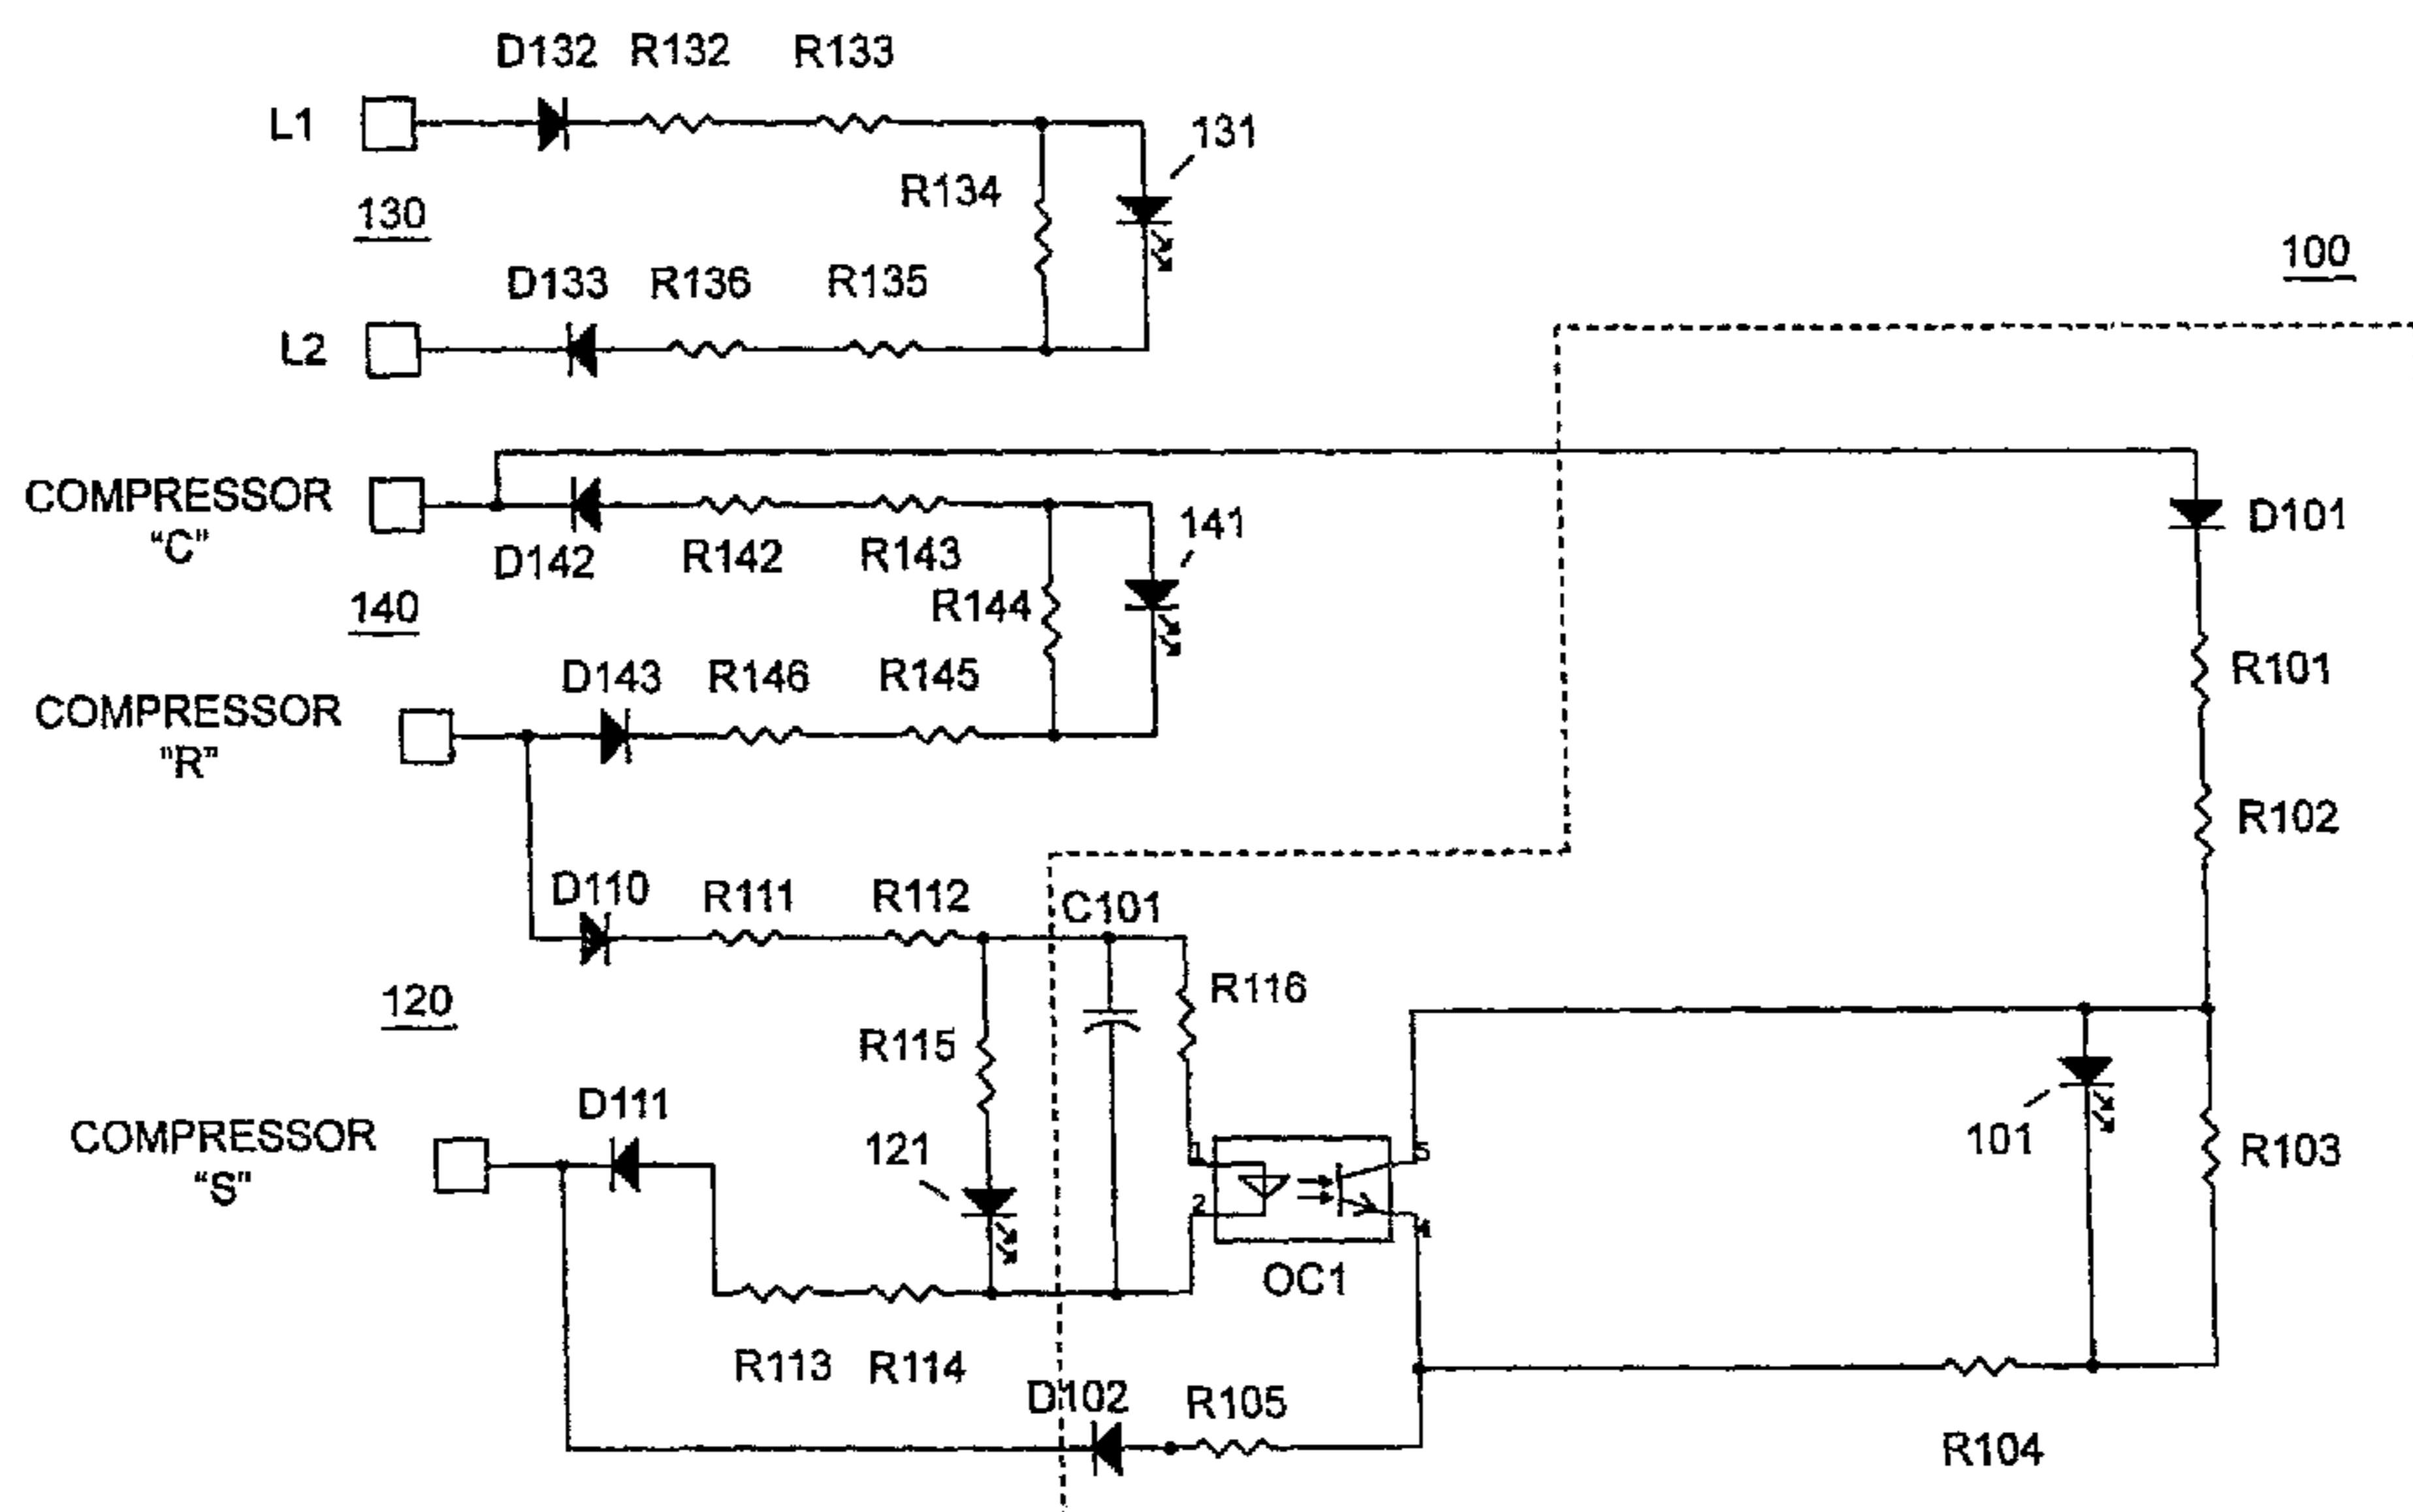 D132 R132 R133
L1
131
R134
130
D133 R136 R135
100
L2
COMPRESSOR
“C”
141
D101
D142 R142 R143
R144
140
R101
D143 R146 R145
COMPRESSOR
"R"
R102
D110 R111 R112 C101
R116
120
R115
D111
COMPRESSOR
“S”
121
1
5
101
R103
2
4
OC1
R113 R114
D102 R105
R104